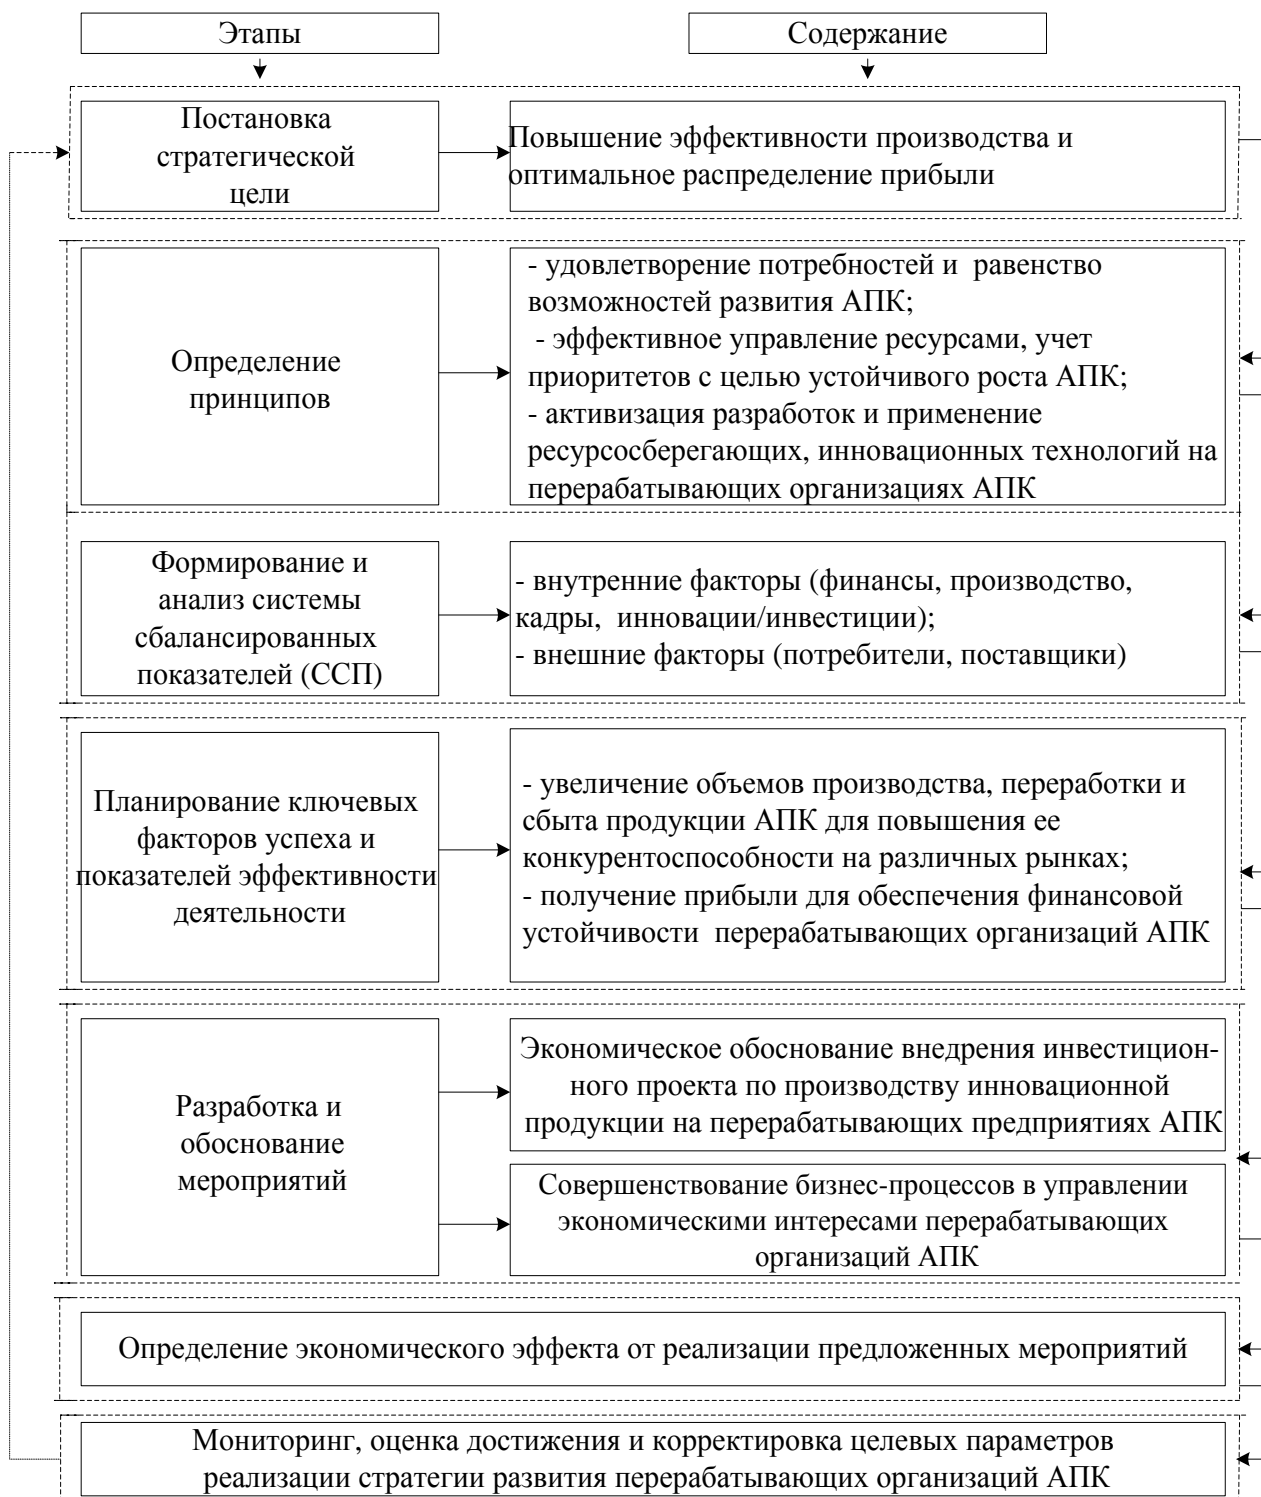 Этапы
Содержание
Постановка
стратегической
цели
Повышение эффективности производства и
оптимальное распределение прибыли
Определение
принципов
- удовлетворение потребностей и равенство
возможностей развития АПК;
- эффективное управление ресурсами, учет
приоритетов с целью устойчивого роста АПК;
- активизация разработок и применение
ресурсосберегающих, инновационных технологий на
перерабатывающих организациях АПК
Формирование и
анализ системы
сбалансированных
показателей (ССП)
- внутренние факторы (финансы, производство,
кадры, инновации/инвестиции);
- внешние факторы (потребители, поставщики)
Планирование ключевых
факторов успеха и
показателей эффективности
деятельности
- увеличение объемов производства, переработки и
сбыта продукции АПК для повышения ее
конкурентоспособности на различных рынках;
- получение прибыли для обеспечения финансовой
устойчивости перерабатывающих организаций АПК
Разработка и
обоснование
мероприятий
Экономическое обоснование внедрения инвестицион-
ного проекта по производству инновационной
продукции на перерабатывающих предприятиях АПК
Совершенствование бизнес-процессов в управлении
экономическими интересами перерабатывающих
организаций АПК
Определение экономического эффекта от реализации предложенных мероприятий
Мониторинг, оценка достижения и корректировка целевых параметров
реализации стратегии развития перерабатывающих организаций АПК